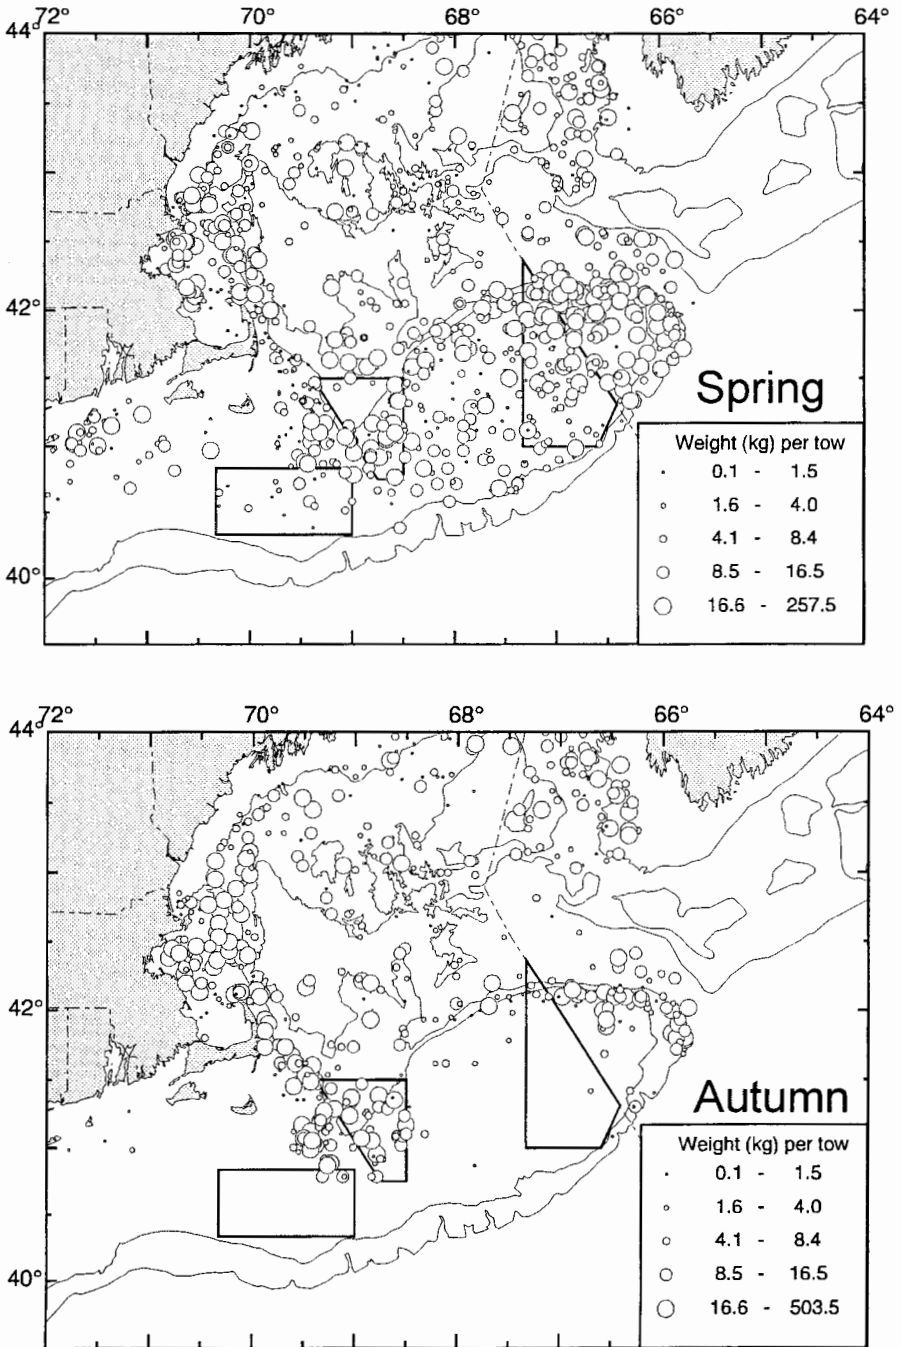 72° 70° 68° 66° 64°
44°
42°
40°
Spring
Weight (kg) per tow
0.1 - 1.5
1.6 - 4.0
4.1 - 8.4
8.5 - 16.5
16.6 - 257.5
72° 70° 68° 66° 64°
44°
42°
40°
Autumn
Weight (kg) per tow
0.1 - 1.5
1.6 - 4.0
4.1 - 8.4
8.5 - 16.5
16.6 - 503.5